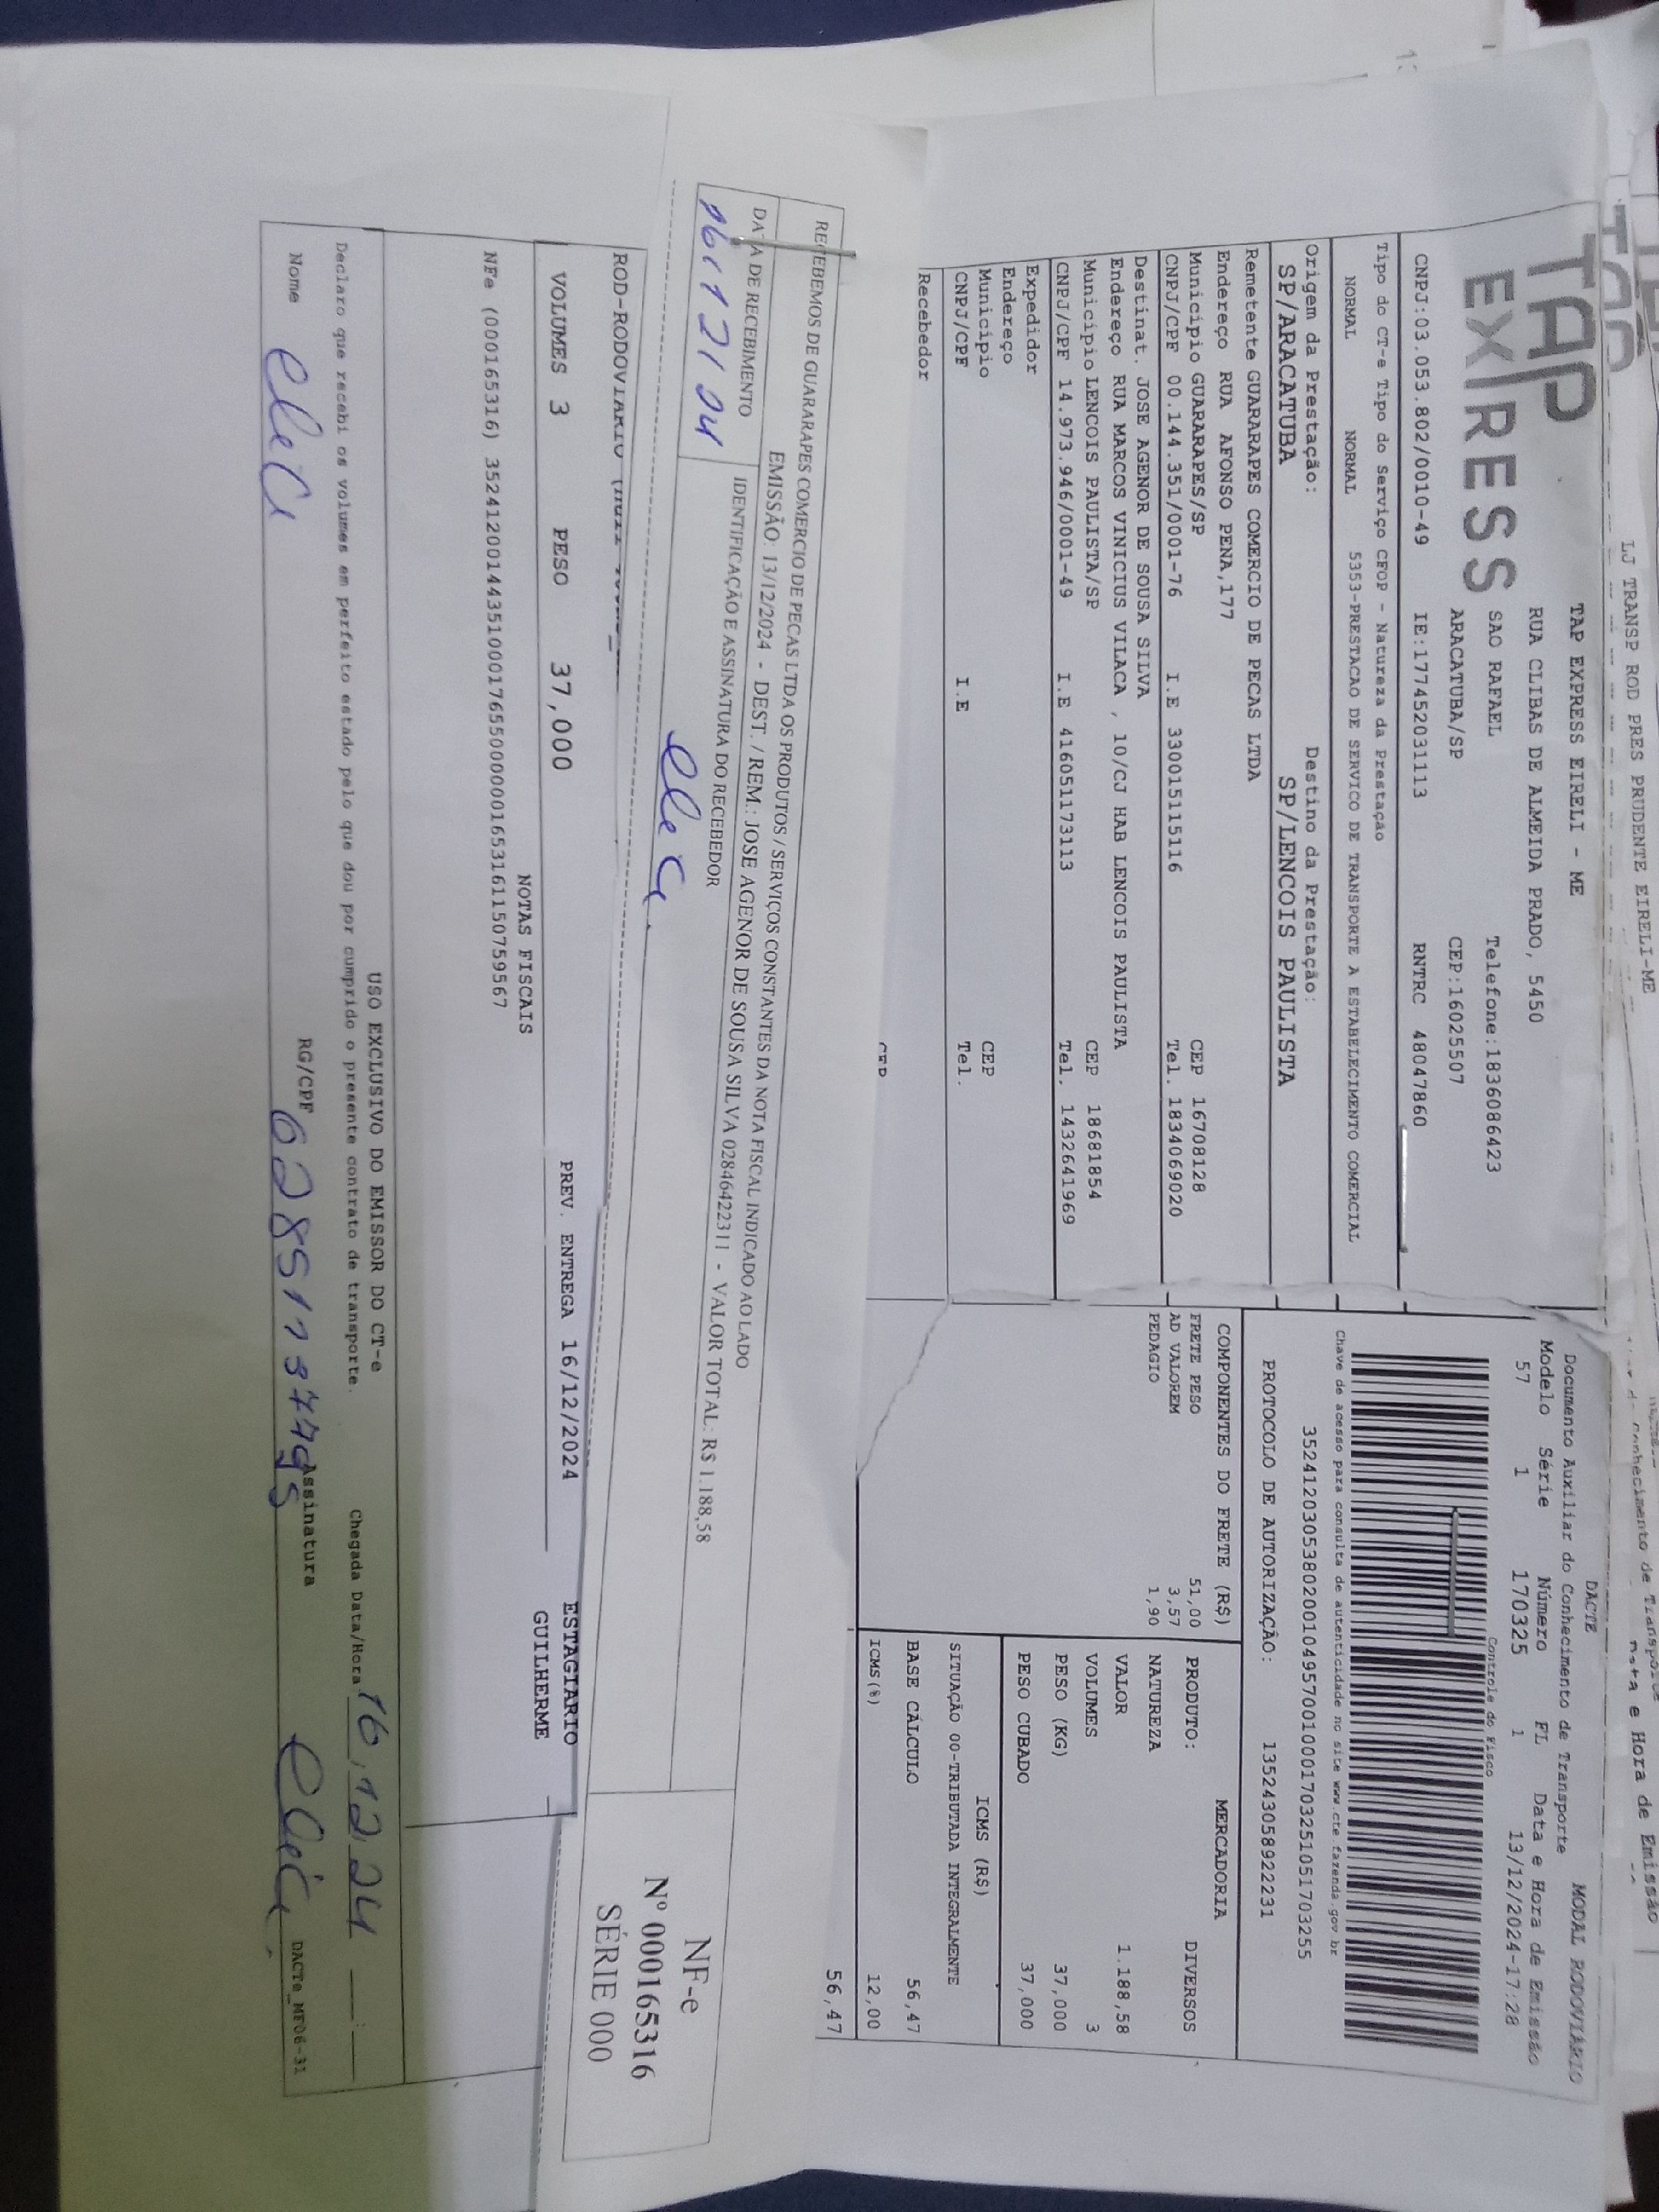 LJ TRANSP ROD PRES PRUDENTE EIRELI-ME
Conhecimento de Transporte
Data e Hora de Emissão
TAP
EXPRESS
TAP EXPRESS EIRELI - ME
RUA CLIBAS DE ALMEIDA PRADO, 5450
SAO RAFAEL Telefone:1836086423
ARACATUBA/SP CEP:16025507
CNPJ:03.053.802/0010-49 IE:177452031113 RNTRC 48047860
Tipo do CT-e Tipo do Serviço CFOP - Natureza da Prestação
NORMAL NORMAL 5353-PRESTACAO DE SERVICO DE TRANSPORTE A ESTABELECIMENTO COMERCIAL
Origem da Prestação: Destino da Prestação:
SP/ARACATUBA SP/LENCOIS PAULISTA
Remetente GUARARAPES COMERCIO DE PECAS LTDA
Endereço RUA AFONSO PENA,177
Município GUARARAPES/SP CEP 16708128
CNPJ/CPF 00.144.351/0001-76 I.E 330015115116 Tel. 1834069020
Destinat. JOSE AGENOR DE SOUSA SILVA
Endereço RUA MARCOS VINICIUS VILACA , 10/CJ HAB LENCOIS PAULISTA
Município LENCOIS PAULISTA/SP CEP 18681854
CNPJ/CPF 14.973.946/0001-49 I.E 416051173113 Tel. 1432641969
Expedidor
Endereço
Município CEP
CNPJ/CPF I.E Tel.
Recebedor
CEP
DACTE
Documento Auxiliar do Conhecimento de Transporte MODAL RODOVIÁRIO
Modelo Série Número FL Data e Hora de Emissão
57 1 170325 1 13/12/2024-17:28
Controle do Fisco
Chave de acesso para consulta de autenticidade no site www.cte fazenda.gov.br
35241203053802001049570010001703251051703255
PROTOCOLO DE AUTORIZAÇÃO: 135243058922231
COMPONENTES DO FRETE (R$)
FRETE PESO 51,00
AD VALOREM 3,57
PEDAGIO 1,90
MERCADORIA
PRODUTO: DIVERSOS
NATUREZA
VALOR 1.188,58
VOLUMES 3
PESO (KG) 37,000
PESO CUBADO 37,000
ICMS (R$)
SITUAÇÃO 00-TRIBUTADA INTEGRALMENTE
BASE CÁLCULO 56,47
ICMS(%) 12,00
56,47
RECEBEMOS DE GUARARAPES COMERCIO DE PECAS LTDA OS PRODUTOS / SERVIÇOS CONSTANTES DA NOTA FISCAL INDICADO AO LADO
EMISSÃO: 13/12/2024 - DEST. / REM.: JOSE AGENOR DE SOUSA SILVA 02846422311 - VALOR TOTAL: R$ 1.188,58
DATA DE RECEBIMENTO IDENTIFICAÇÃO E ASSINATURA DO RECEBEDOR
NF-e
Nº 000165316
SÉRIE 000
ROD-RODOVIARIO
VOLUMES 3 PESO 37,000 PREV. ENTREGA 16/12/2024 ESTAGIARIO
GUILHERME
NOTAS FISCAIS
NFe (000165316) 35241200144351000176550000001653161150759567
USO EXCLUSIVO DO EMISSOR DO CT-e
Declaro que recebi os volumes em perfeito estado pelo que dou por cumprido o presente contrato de transporte. Chegada Data/Hora 16,12,24
Nome RG/CPF Assinatura
DACTe_MF06-31